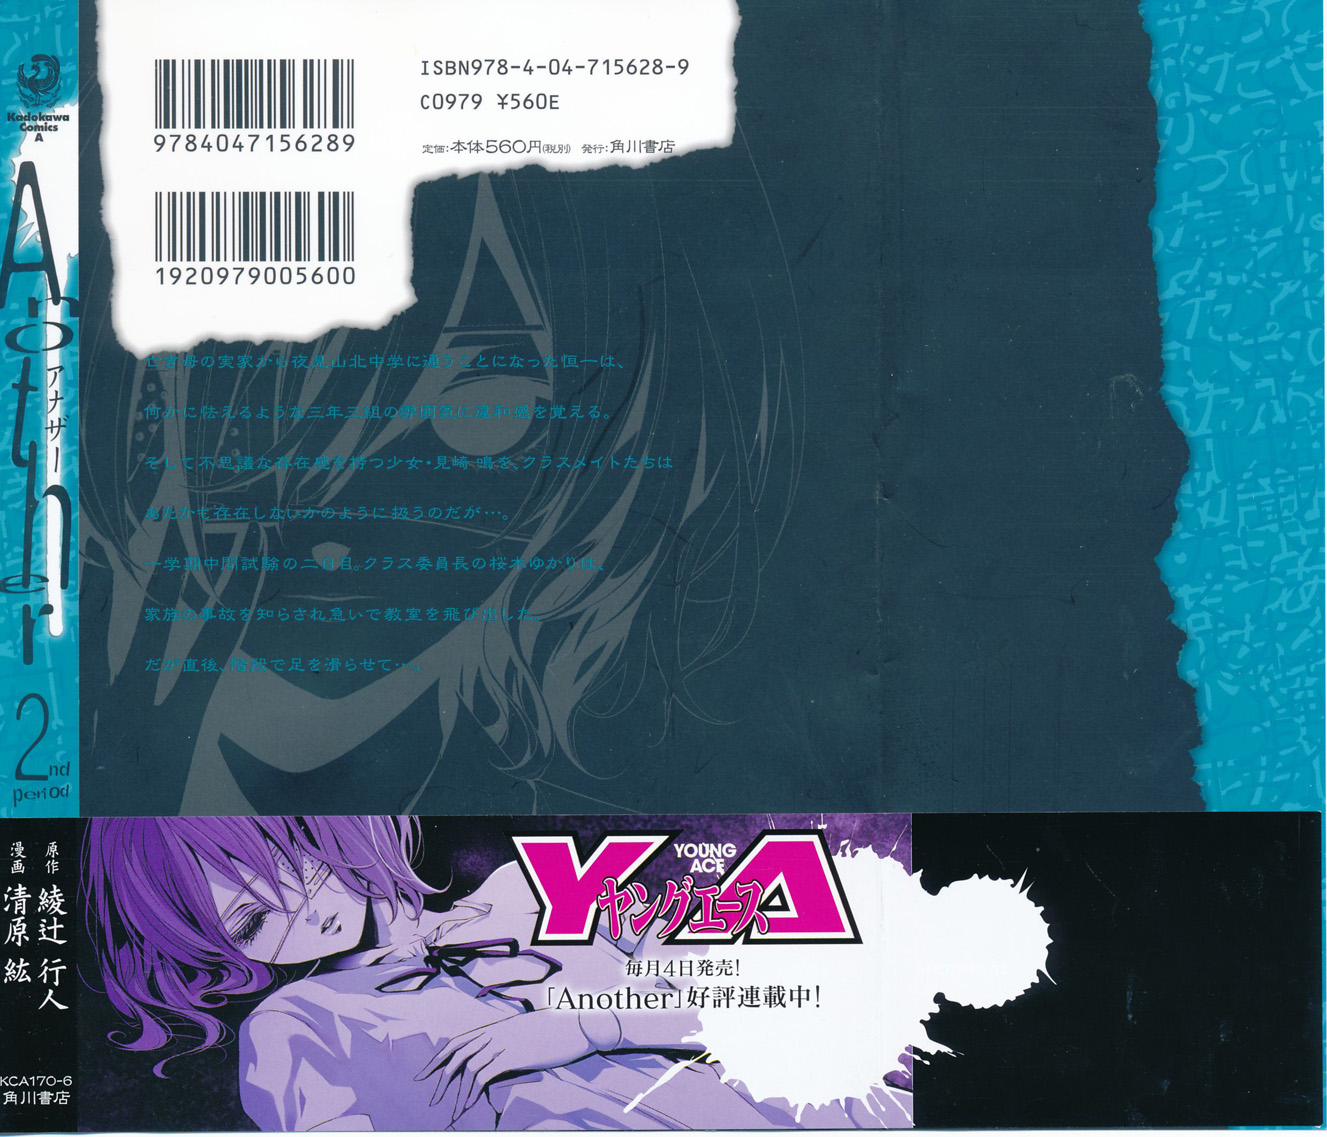 Kadokawa
Comics
A
Another
アナザー
2nd
period
9784047156289
1920979005600
ISBN978-4-04-715628-9
C0979 ¥560E
定価:本体560円(税別) 発行:角川書店
亡き母の実家から夜見山北中学に通うことになった恒一は、
何かに怯えるような三年三組の雰囲気に違和感を覚える。
そして不思議な存在感を持つ少女・見崎 鳴を、クラスメイトたちは
あたかも存在しないかのように扱うのだが…。
一学期中間試験の二日目。クラス委員長の桜木ゆかりは、
家族の事故を知らされ急いで教室を飛び出した。
だが直後、階段で足を滑らせて…。
原作 綾辻 行人
漫画 清原 紘
KCA170-6
角川書店
YA
YOUNG
ACE
ヤングエース
毎月4日発売!
「Another」好評連載中!